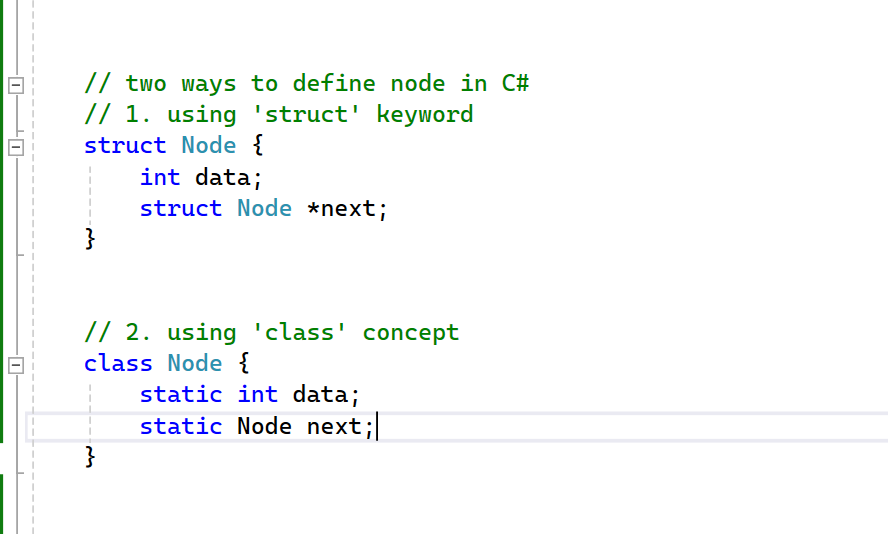 // two ways to define node in C#
// 1. using 'struct' keyword
struct Node {
int data;
struct Node *next;
}
// 2. using 'class' concept
class Node {
static int data;
static Node next;
}